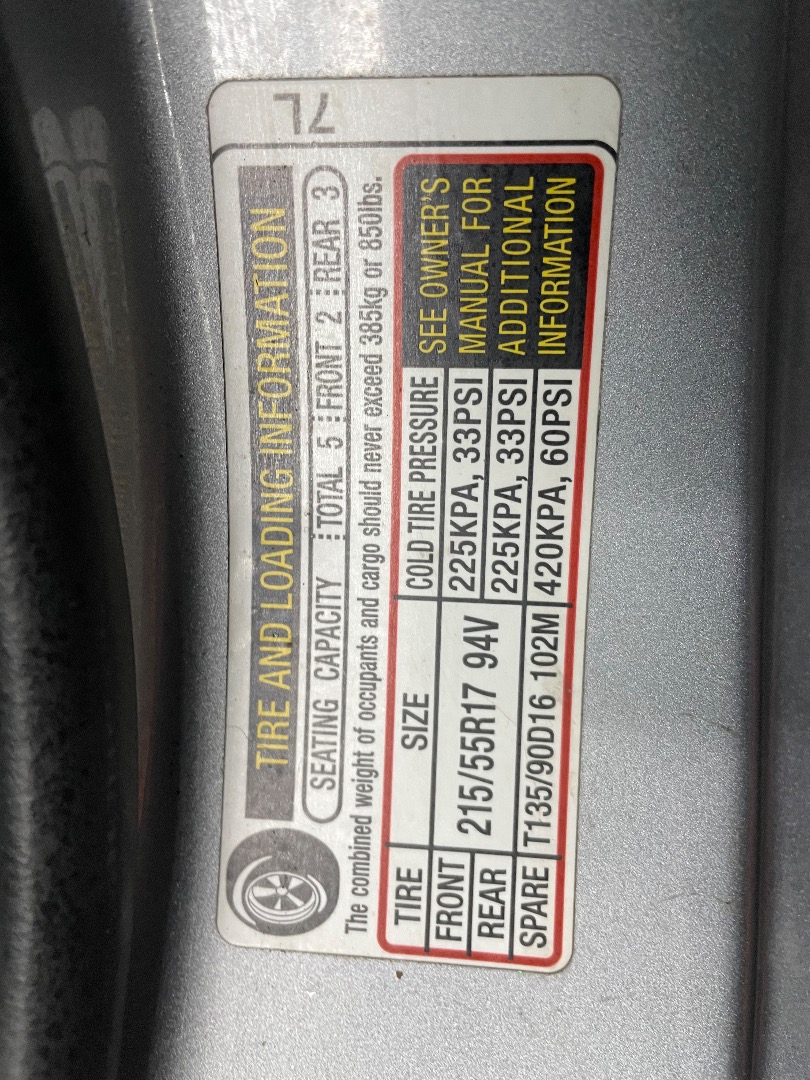 7L
TIRE AND LOADING INFORMATION
SEATING CAPACITY TOTAL 5 FRONT 2 REAR 3
The combined weight of occupants and cargo should never exceed 385kg or 850lbs.
TIRE SIZE COLD TIRE PRESSURE
FRONT 215/55R17 94V 225KPA, 33PSI
REAR 225KPA, 33PSI
SPARE T135/90D16 102M 420KPA, 60PSI
SEE OWNER'S
MANUAL FOR
ADDITIONAL
INFORMATION